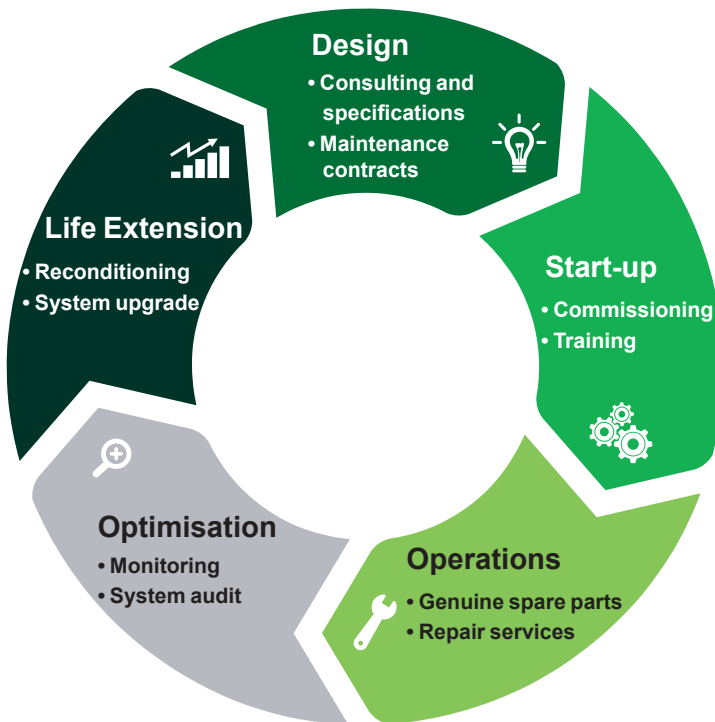 Design
• Consulting and
specifications
• Maintenance
contracts
Start-up
• Commissioning
• Training
Operations
• Genuine spare parts
• Repair services
Optimisation
• Monitoring
• System audit
Life Extension
• Reconditioning
• System upgrade